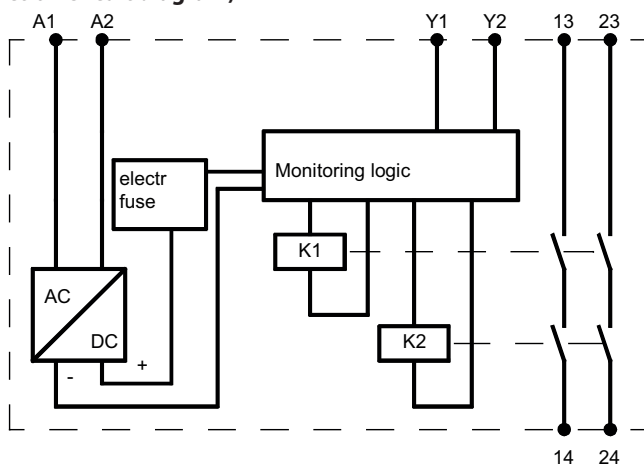 A1 A2 Y1 Y2 13 23
electr
fuse
Monitoring logic
K1
AC
DC
K2
- +
14 24